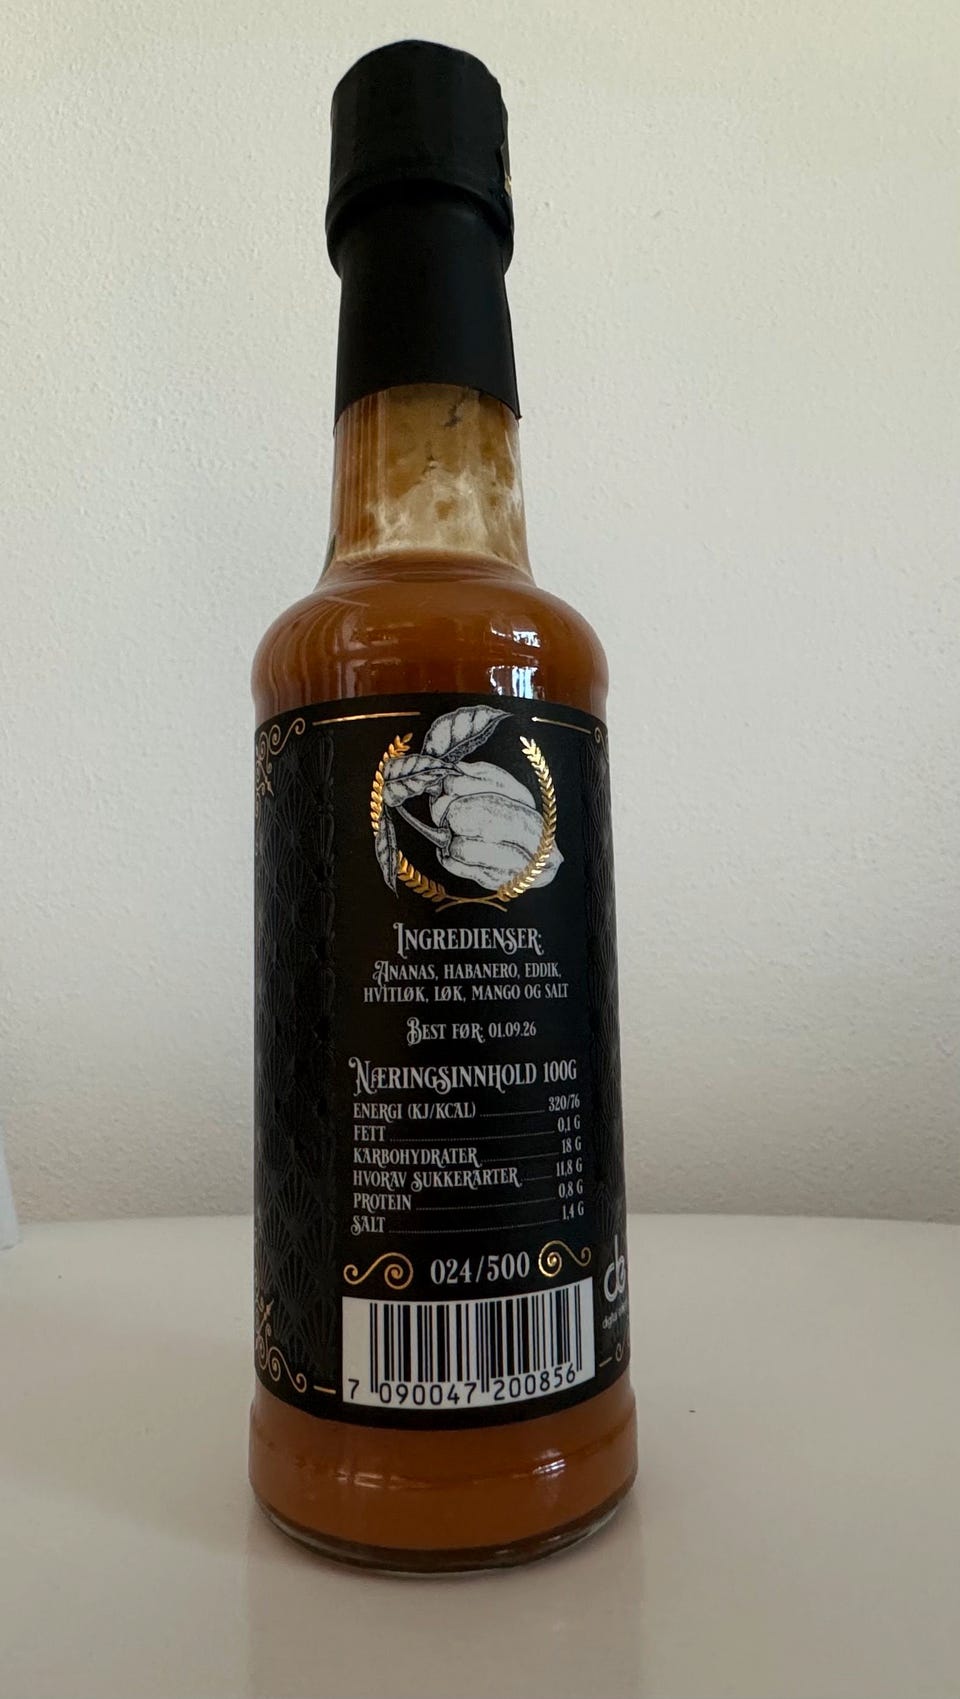 Ingredienser:
Ananas, habanero, eddik,
hvitløk, løk, mango og salt
Best før: 01.09.26
Næringsinnhold 100g
Energi (kJ/kcal) 320/76
Fett 0,1 g
Karbohydrater 18 g
Hvorav sukkerarter 11,8 g
Protein 0,8 g
Salt 1,4 g
024/500
7 090047 200856